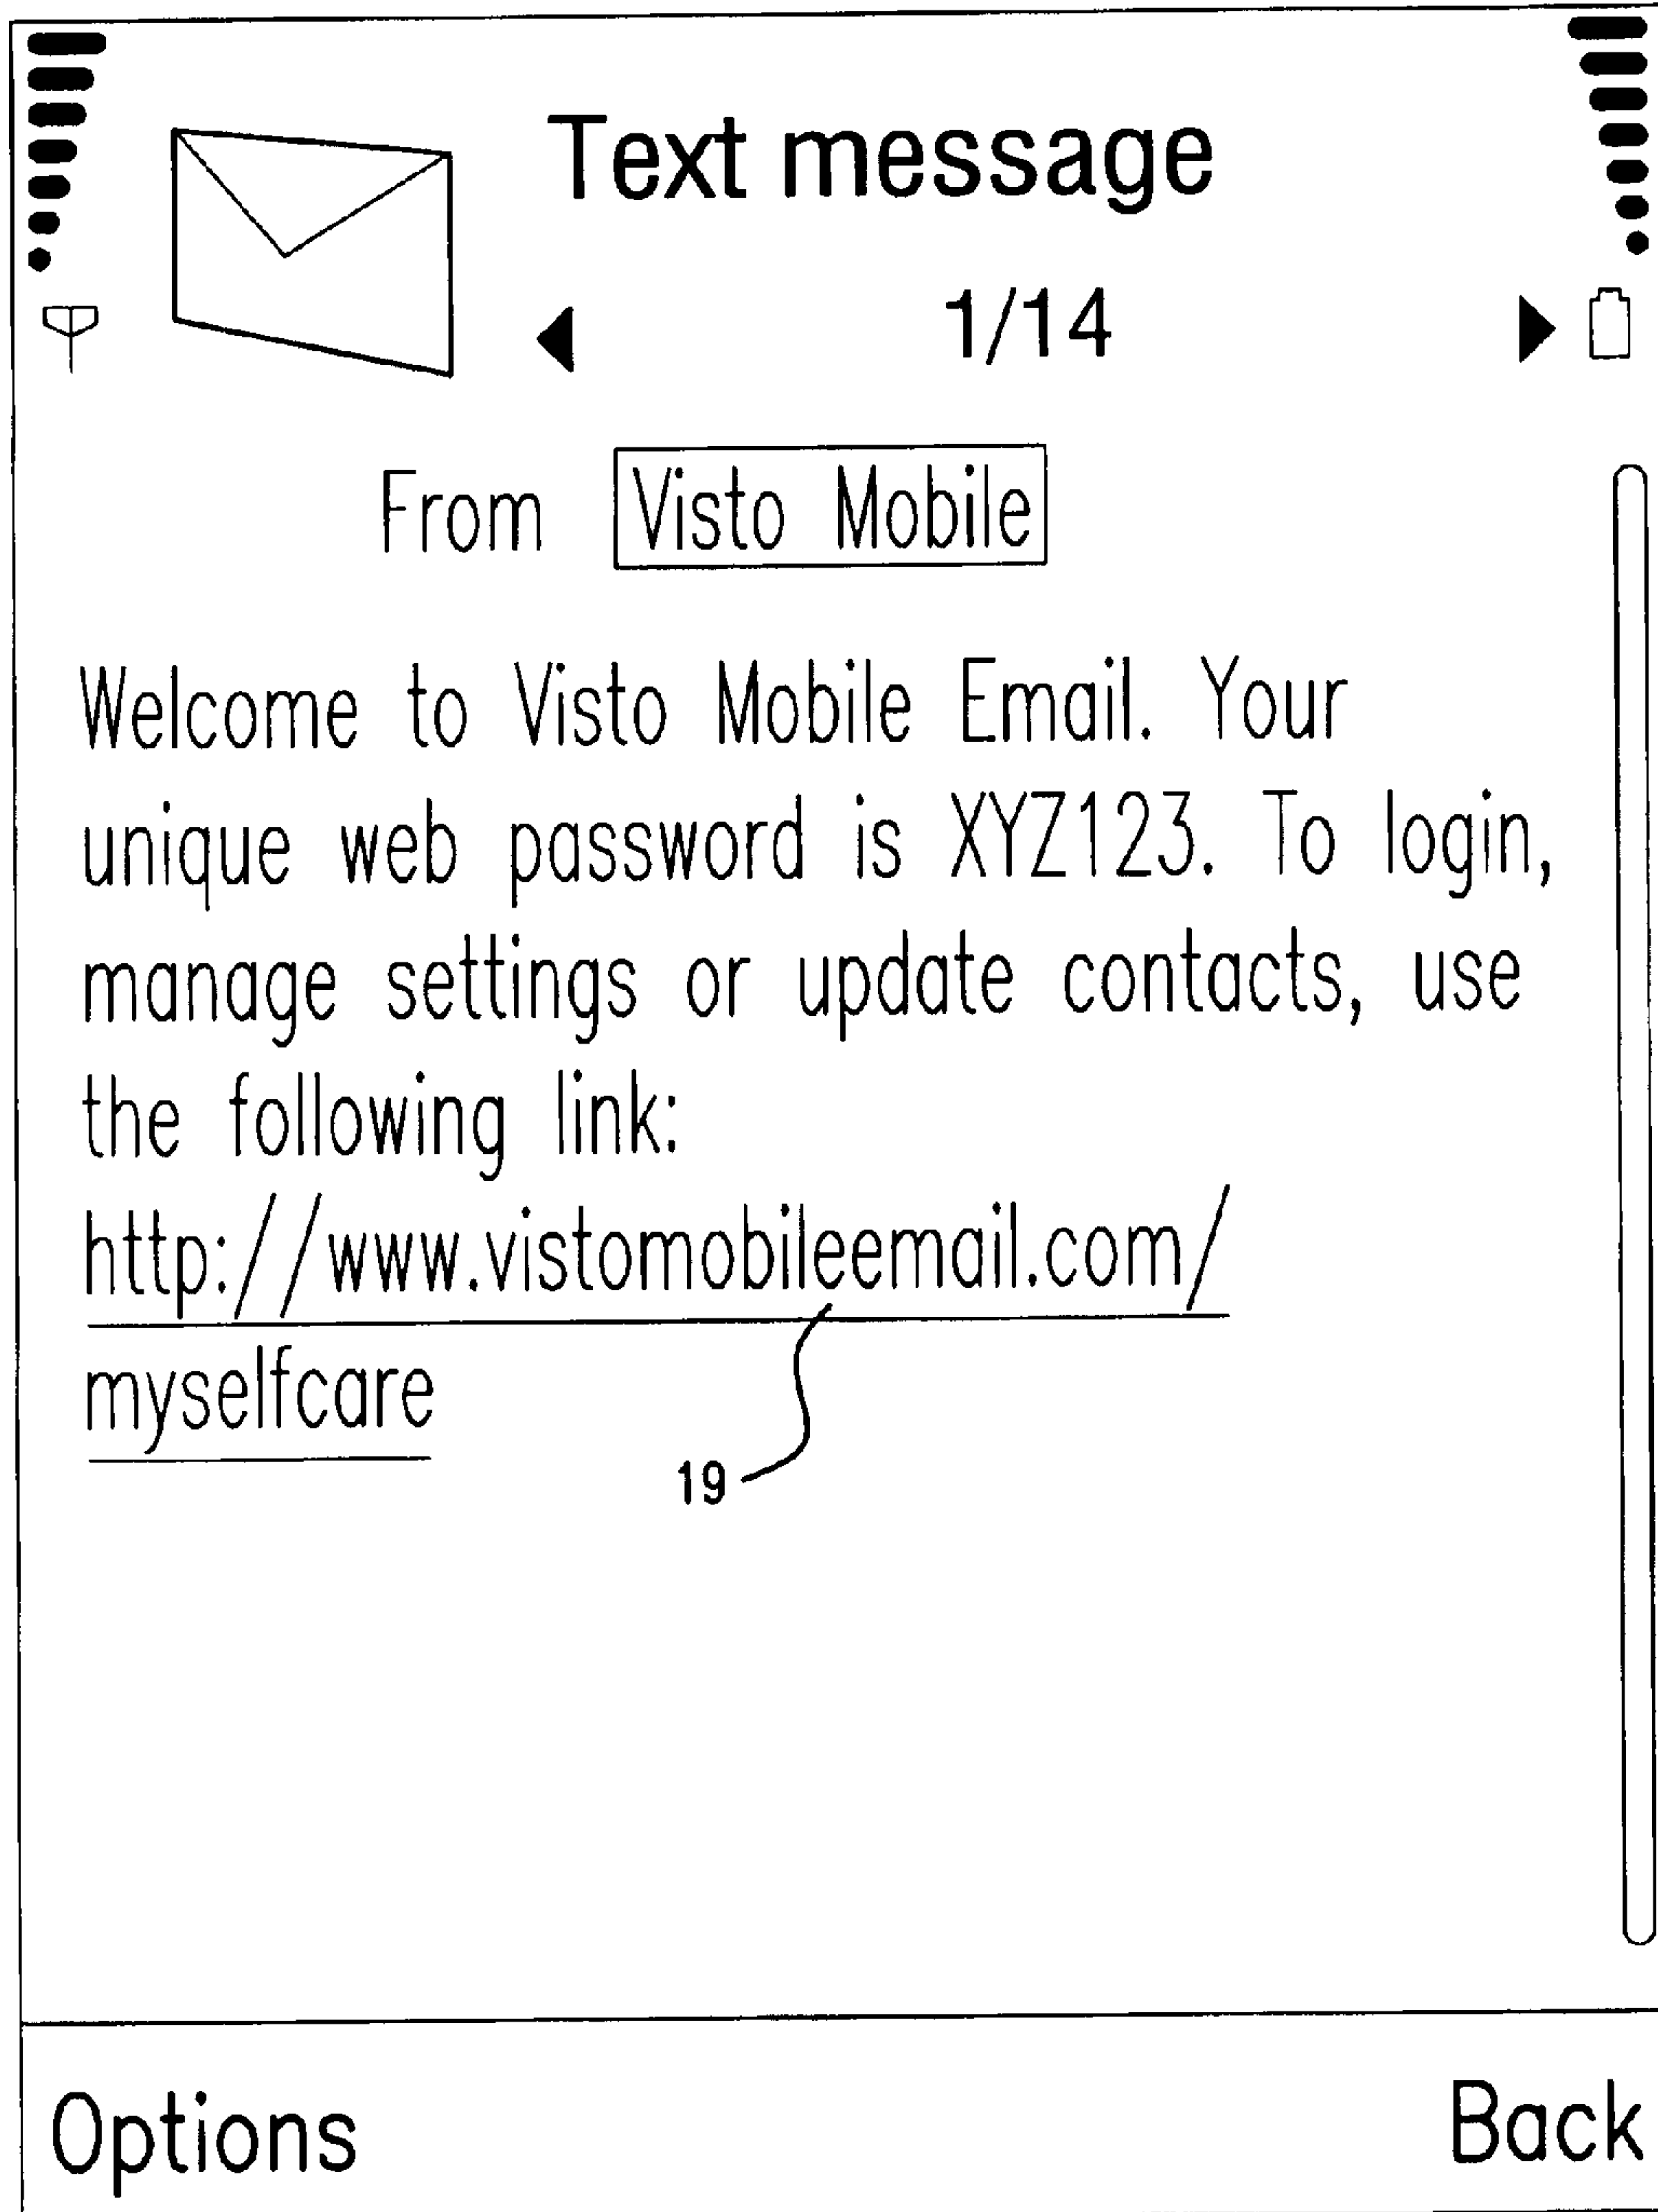 Text message
1/14
From Visto Mobile
Welcome to Visto Mobile Email. Your
unique web password is XYZ123. To login,
manage settings or update contacts, use
the following link:
http://www.vistomobileemail.com/
myselfcare
19
Options Back